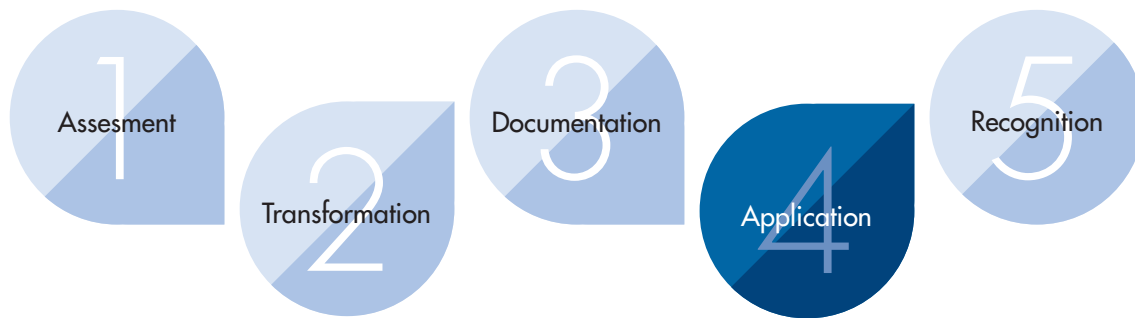 1
Assesment
2
Transformation
3
Documentation
4
Application
5
Recognition